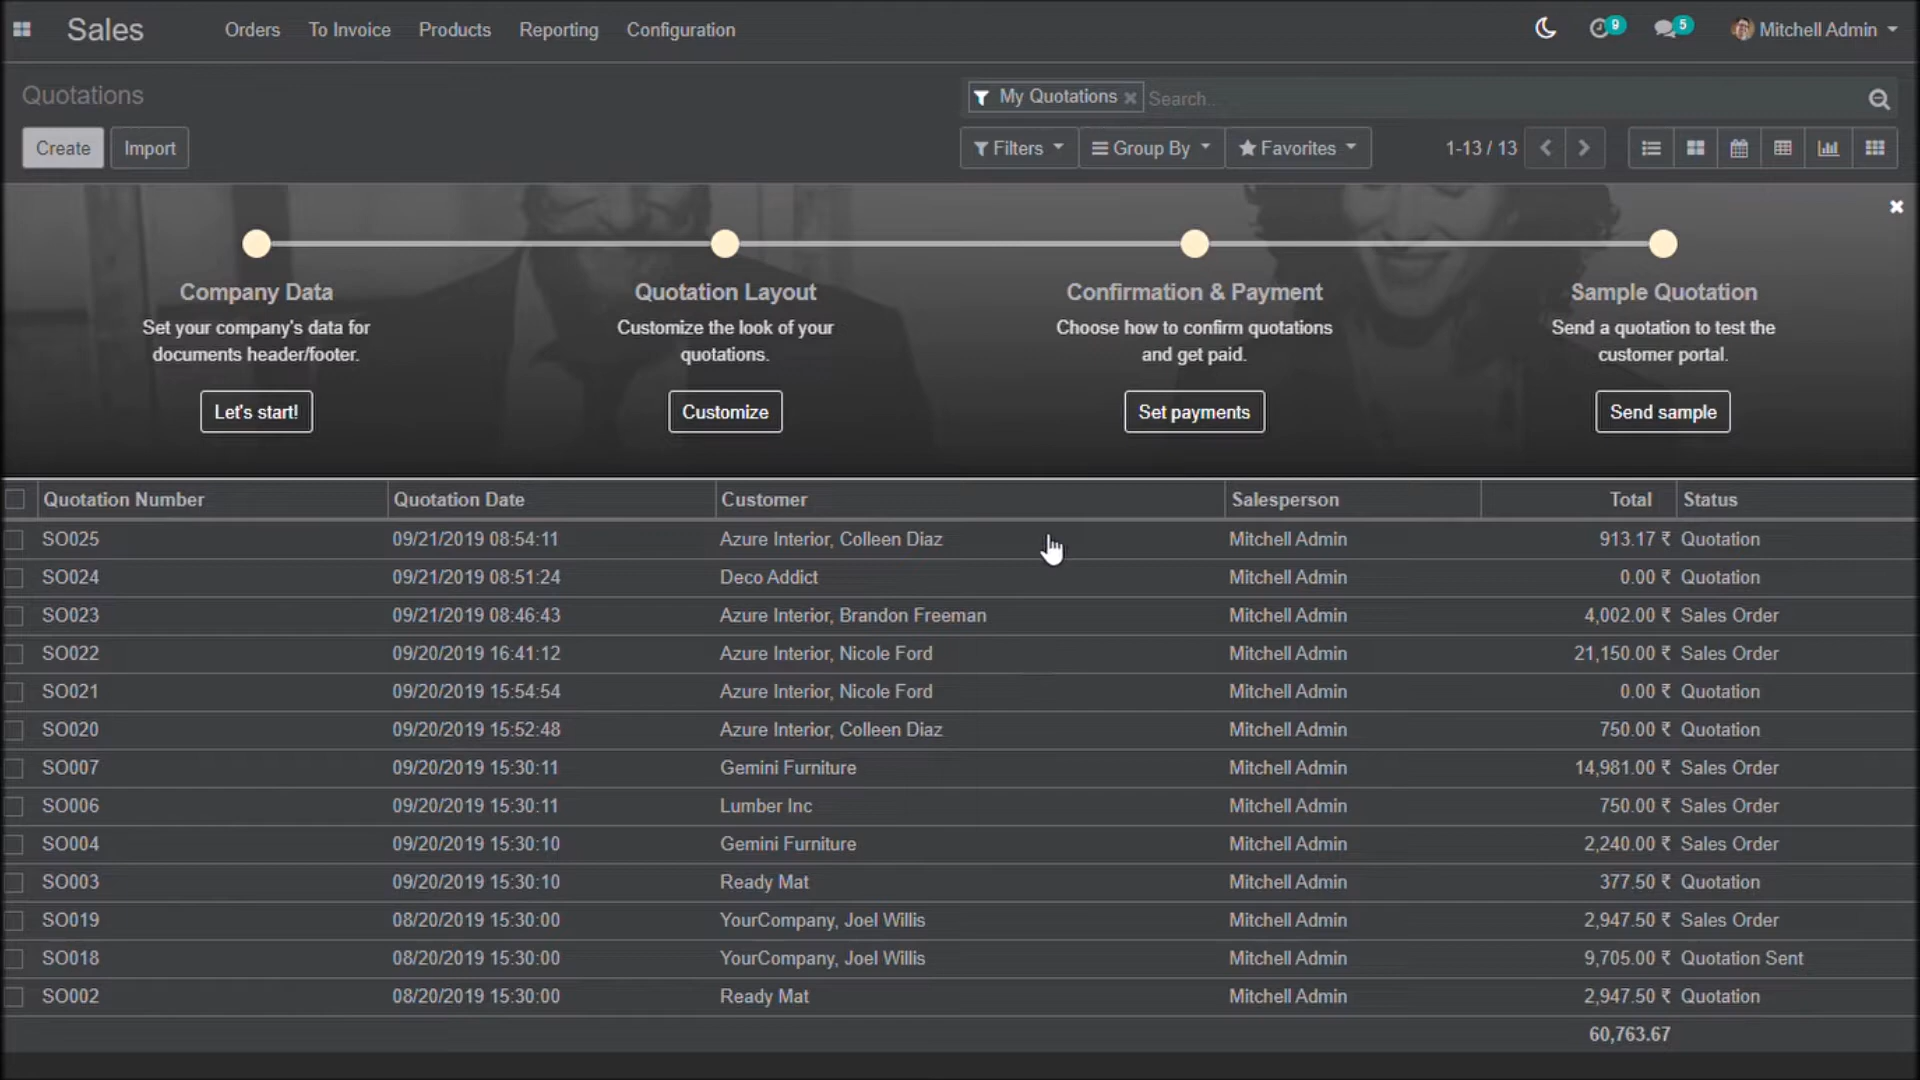 Sales Orders To Invoice Products Reporting Configuration 9 5 Mitchell Admin
Quotations My Quotations Search...
Create Import Filters Group By Favorites 1-13 / 13
Company Data Quotation Layout Confirmation & Payment Sample Quotation
Set your company's data for Customize the look of your Choose how to confirm quotations Send a quotation to test the
documents header/footer. quotations. and get paid. customer portal.
Let's start! Customize Set payments Send sample
Quotation Number Quotation Date Customer Salesperson Total Status
SO025 09/21/2019 08:54:11 Azure Interior, Colleen Diaz Mitchell Admin 913.17 ₹ Quotation
SO024 09/21/2019 08:51:24 Deco Addict Mitchell Admin 0.00 ₹ Quotation
SO023 09/21/2019 08:46:43 Azure Interior, Brandon Freeman Mitchell Admin 4,002.00 ₹ Sales Order
SO022 09/20/2019 16:41:12 Azure Interior, Nicole Ford Mitchell Admin 21,150.00 ₹ Sales Order
SO021 09/20/2019 15:54:54 Azure Interior, Nicole Ford Mitchell Admin 0.00 ₹ Quotation
SO020 09/20/2019 15:52:48 Azure Interior, Colleen Diaz Mitchell Admin 750.00 ₹ Quotation
SO007 09/20/2019 15:30:11 Gemini Furniture Mitchell Admin 14,981.00 ₹ Sales Order
SO006 09/20/2019 15:30:11 Lumber Inc Mitchell Admin 750.00 ₹ Sales Order
SO004 09/20/2019 15:30:10 Gemini Furniture Mitchell Admin 2,240.00 ₹ Sales Order
SO003 09/20/2019 15:30:10 Ready Mat Mitchell Admin 377.50 ₹ Quotation
SO019 08/20/2019 15:30:00 YourCompany, Joel Willis Mitchell Admin 2,947.50 ₹ Sales Order
SO018 08/20/2019 15:30:00 YourCompany, Joel Willis Mitchell Admin 9,705.00 ₹ Quotation Sent
SO002 08/20/2019 15:30:00 Ready Mat Mitchell Admin 2,947.50 ₹ Quotation
60,763.67